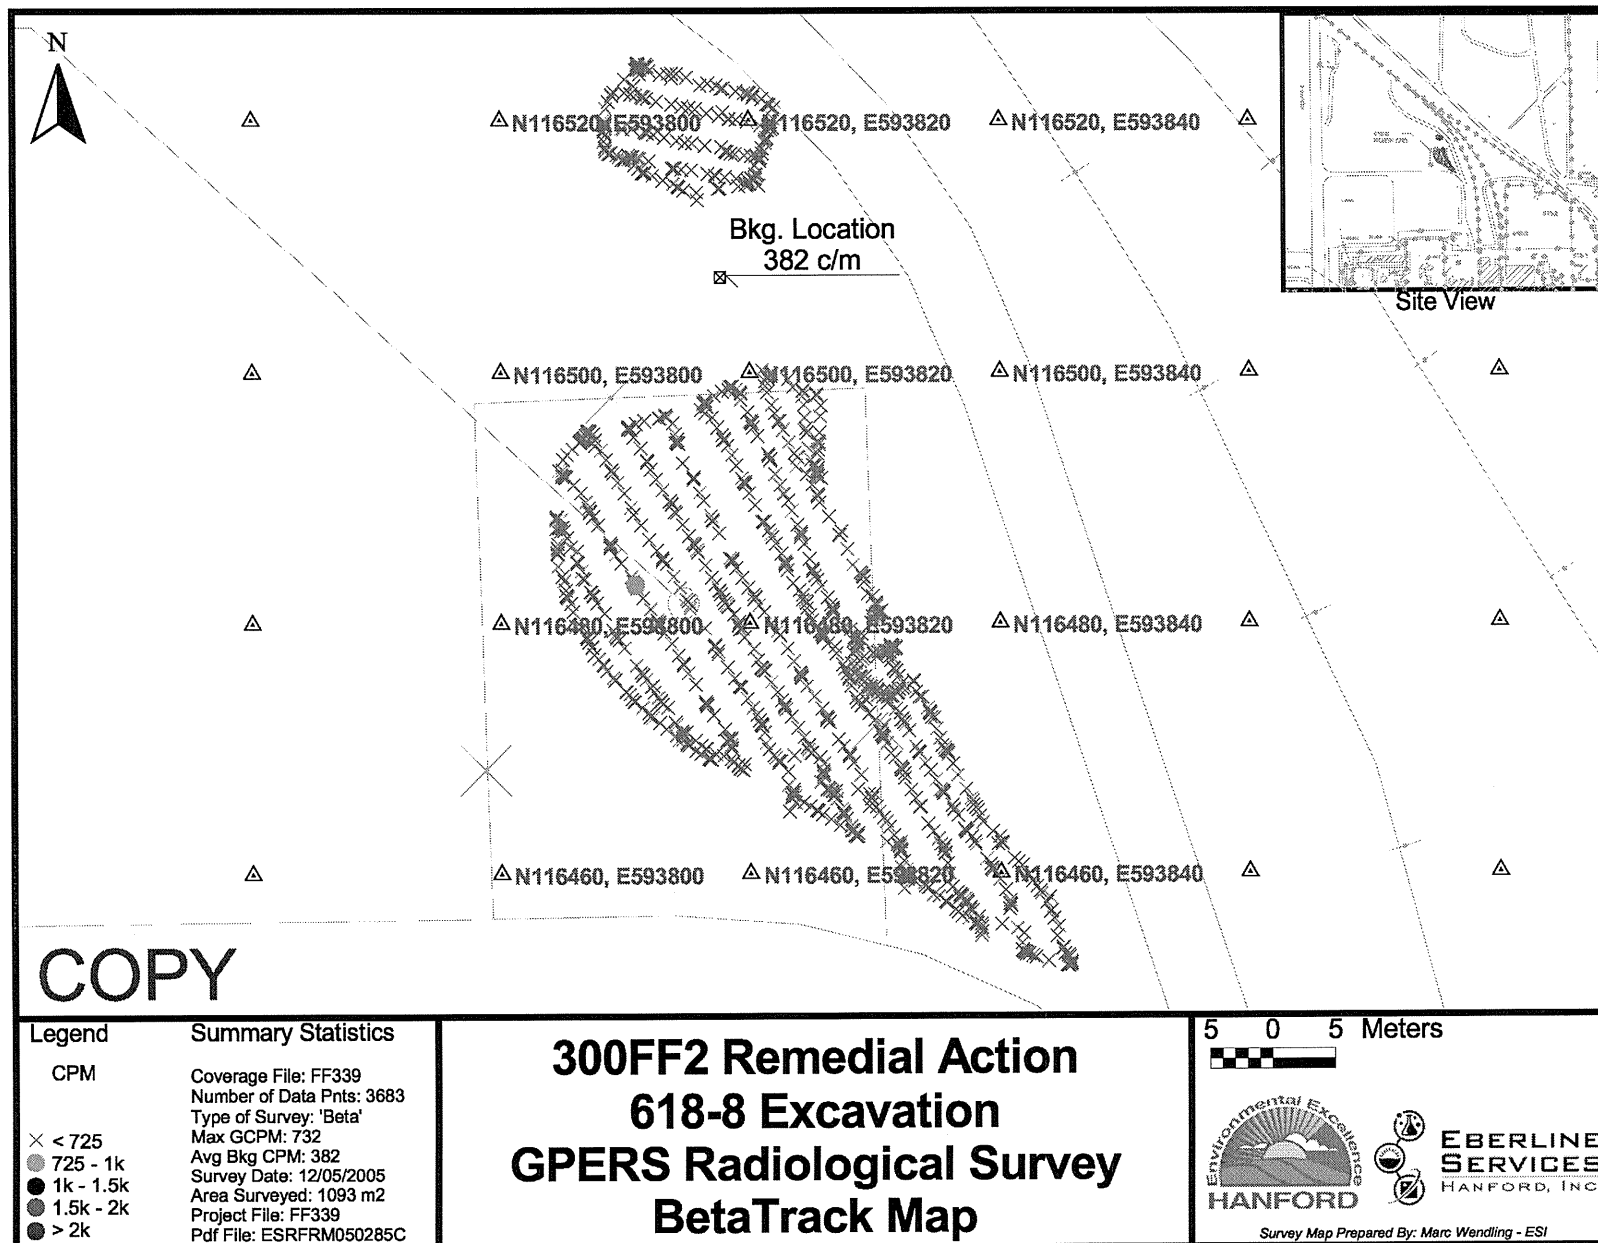 N
N116520, E593800
N116520, E593820
N116520, E593840
Bkg. Location
382 c/m
Site View
N116500, E593800
N116500, E593820
N116500, E593840
N116480, E593800
N116480, E593820
N116480, E593840
N116460, E593800
N116460, E593820
N116460, E593840
COPY
Legend
CPM
< 725
725 - 1k
1k - 1.5k
1.5k - 2k
> 2k
Summary Statistics
Coverage File: FF339
Number of Data Pnts: 3683
Type of Survey: 'Beta'
Max GCPM: 732
Avg Bkg CPM: 382
Survey Date: 12/05/2005
Area Surveyed: 1093 m2
Project File: FF339
Pdf File: ESRFRM050285C
300FF2 Remedial Action
618-8 Excavation
GPERS Radiological Survey
BetaTrack Map
5 0 5 Meters
Environmental Excellence
HANFORD
EBERLINE
SERVICES
HANFORD, INC
Survey Map Prepared By: Marc Wendling - ESI